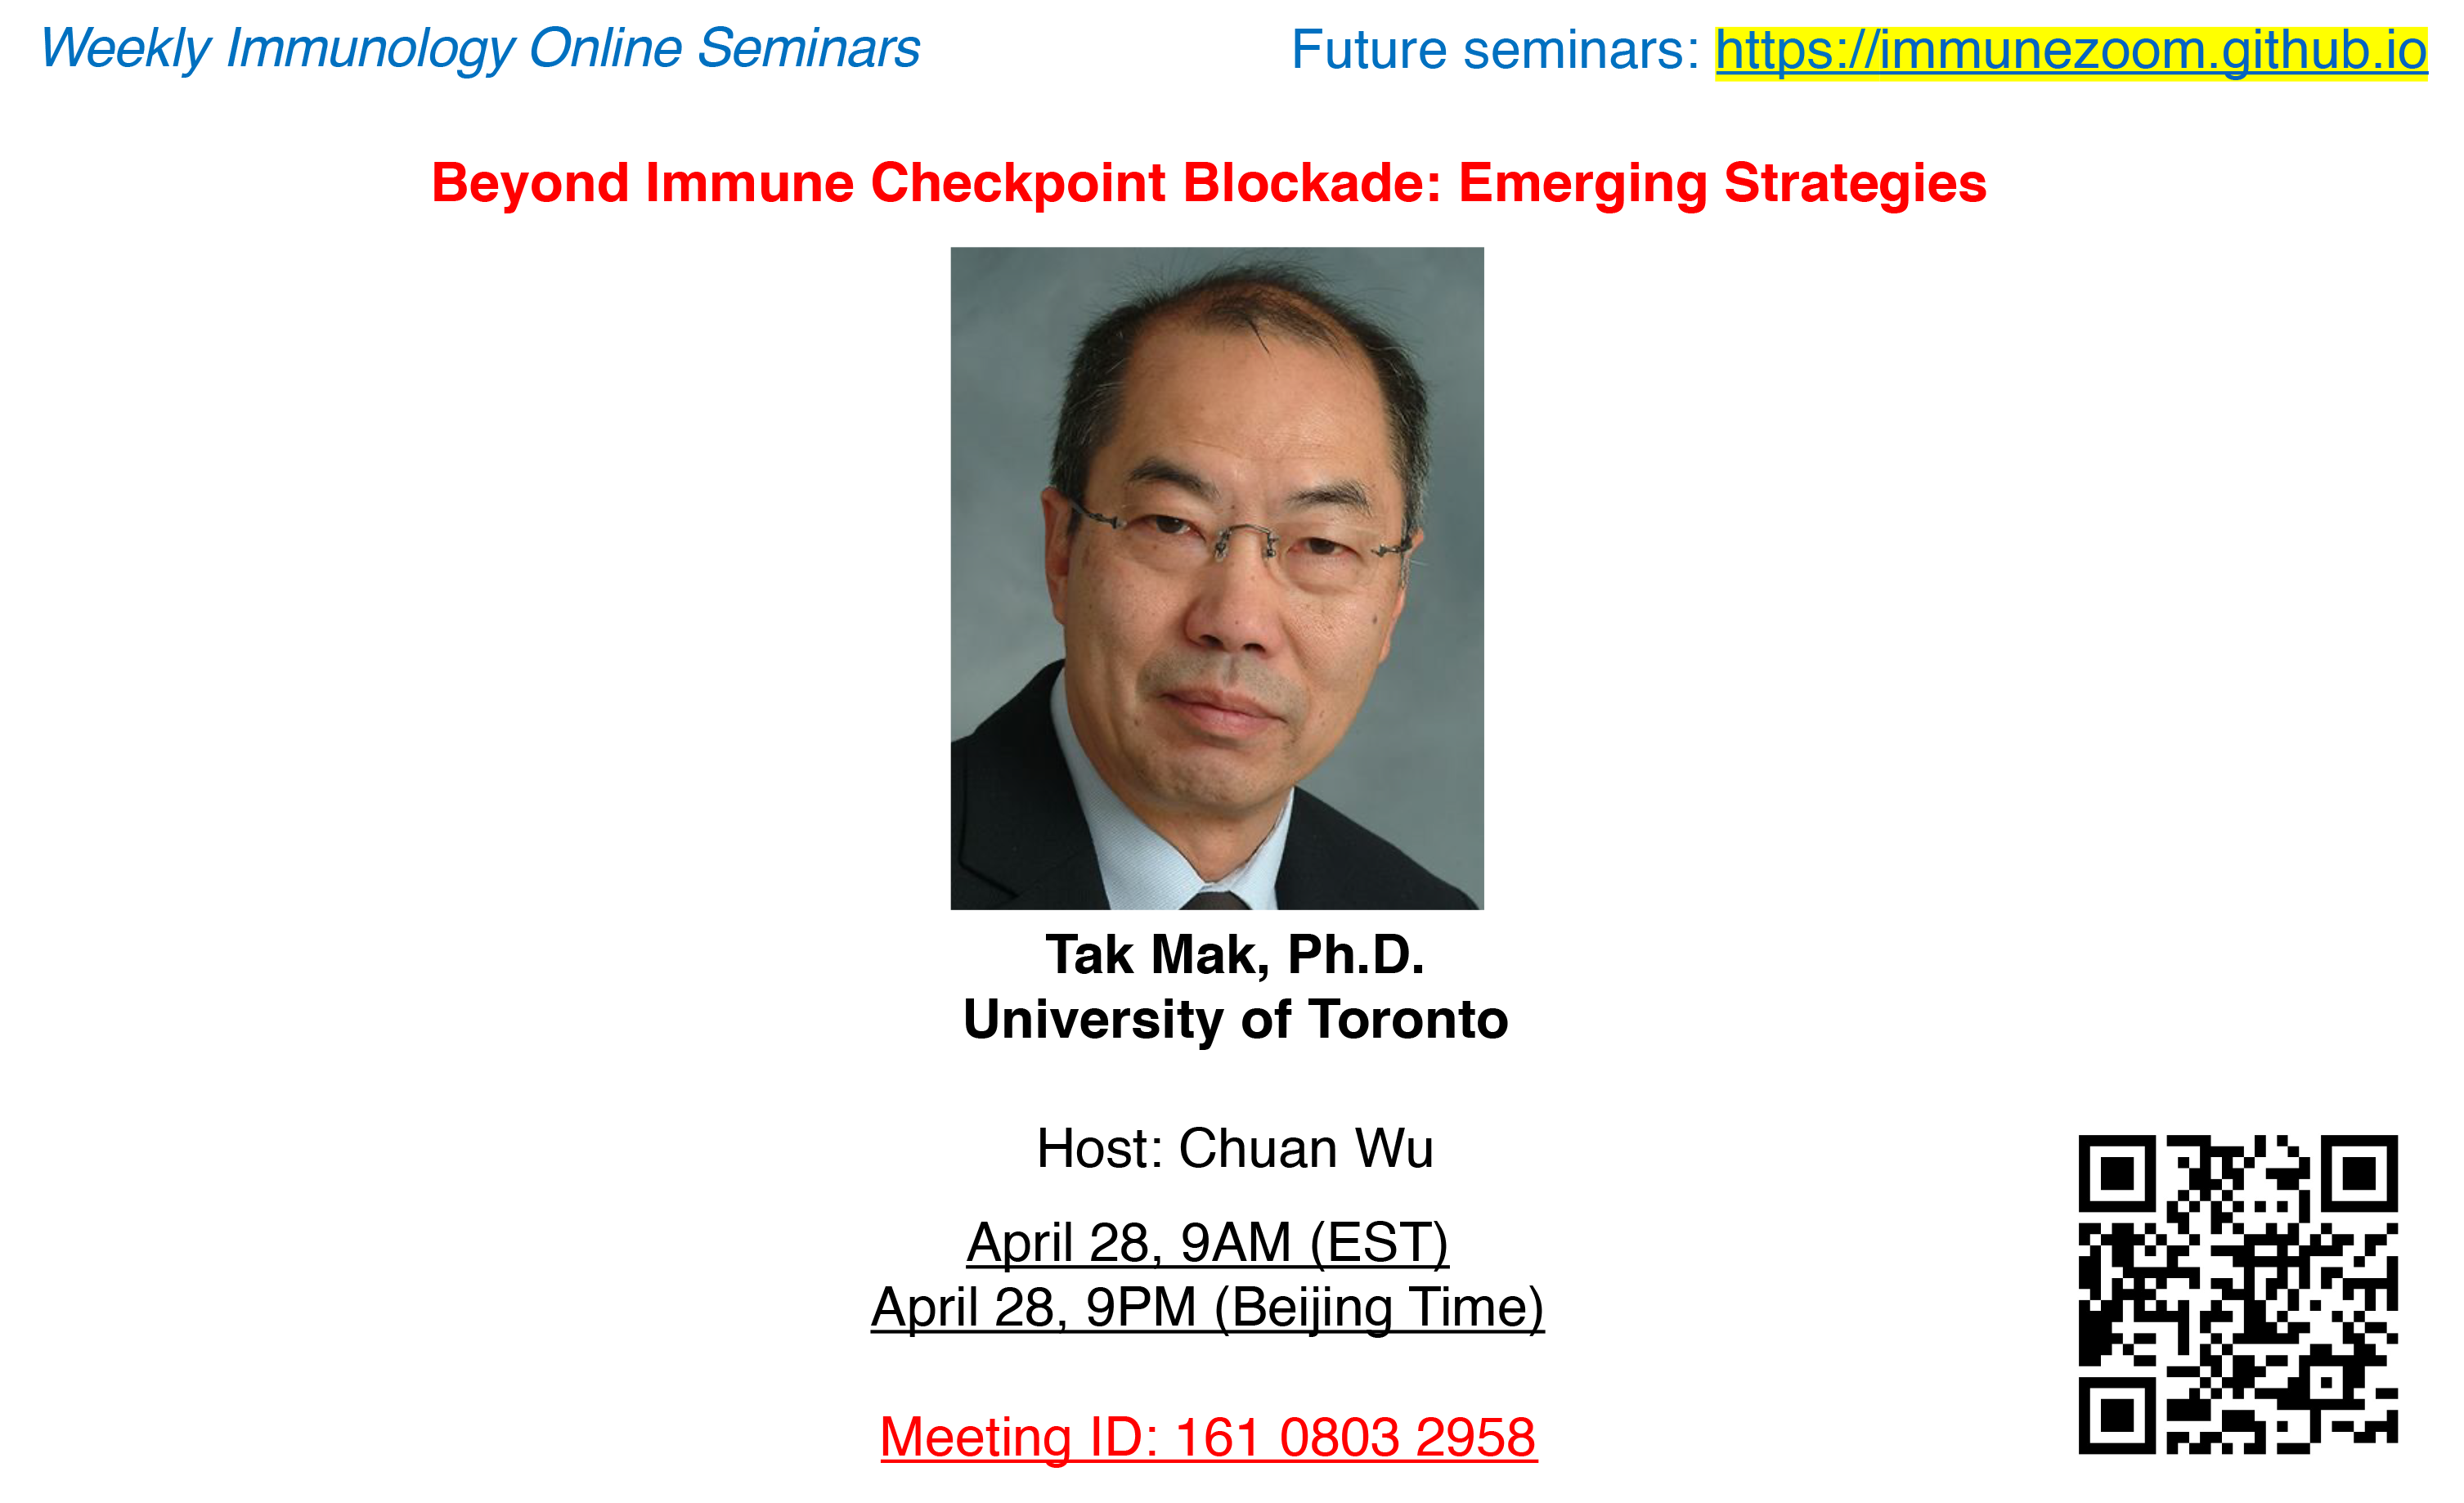 Weekly Immunology Online Seminars
Future seminars: https://immunezoom.github.io
Beyond Immune Checkpoint Blockade: Emerging Strategies
Tak Mak, Ph.D.
University of Toronto
Host: Chuan Wu
April 28, 9AM (EST)
April 28, 9PM (Beijing Time)
Meeting ID: 161 0803 2958